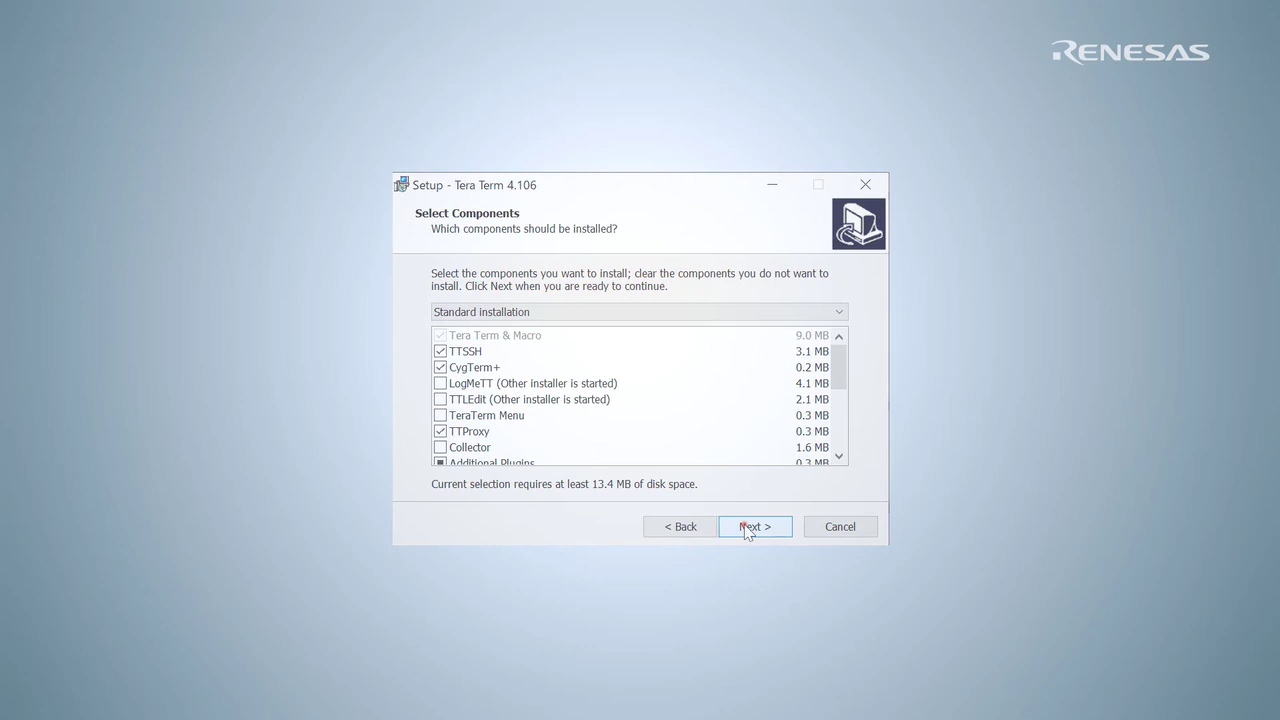 RENESAS
Setup - Tera Term 4.106
Select Components
Which components should be installed?
Select the components you want to install; clear the components you do not want to
install. Click Next when you are ready to continue.
Standard installation
Tera Term & Macro 9.0 MB
TTSSH 3.1 MB
CygTerm+ 0.2 MB
LogMeTT (Other installer is started) 4.1 MB
TTLEdit (Other installer is started) 2.1 MB
TeraTerm Menu 0.3 MB
TTProxy 0.3 MB
Collector 1.6 MB
Additional Plugins 0.3 MB
Current selection requires at least 13.4 MB of disk space.
< Back Next > Cancel